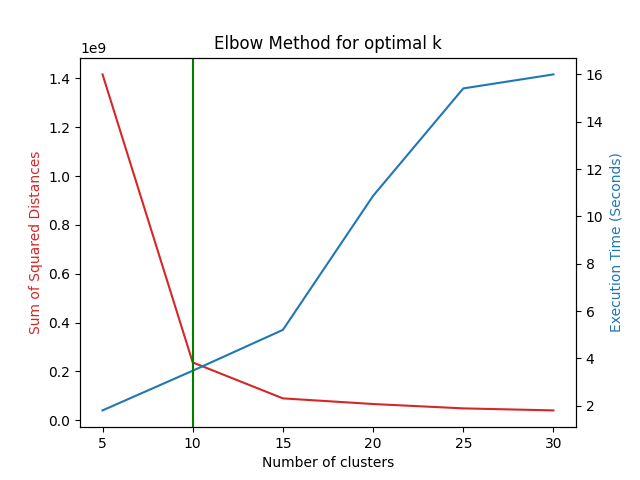 Elbow Method for optimal k
1e9
1.4
1.2
1.0
0.8
0.6
0.4
0.2
0.0
Sum of Squared Distances
16
14
12
10
8
6
4
2
Execution Time (Seconds)
5 10 15 20 25 30
Number of clusters